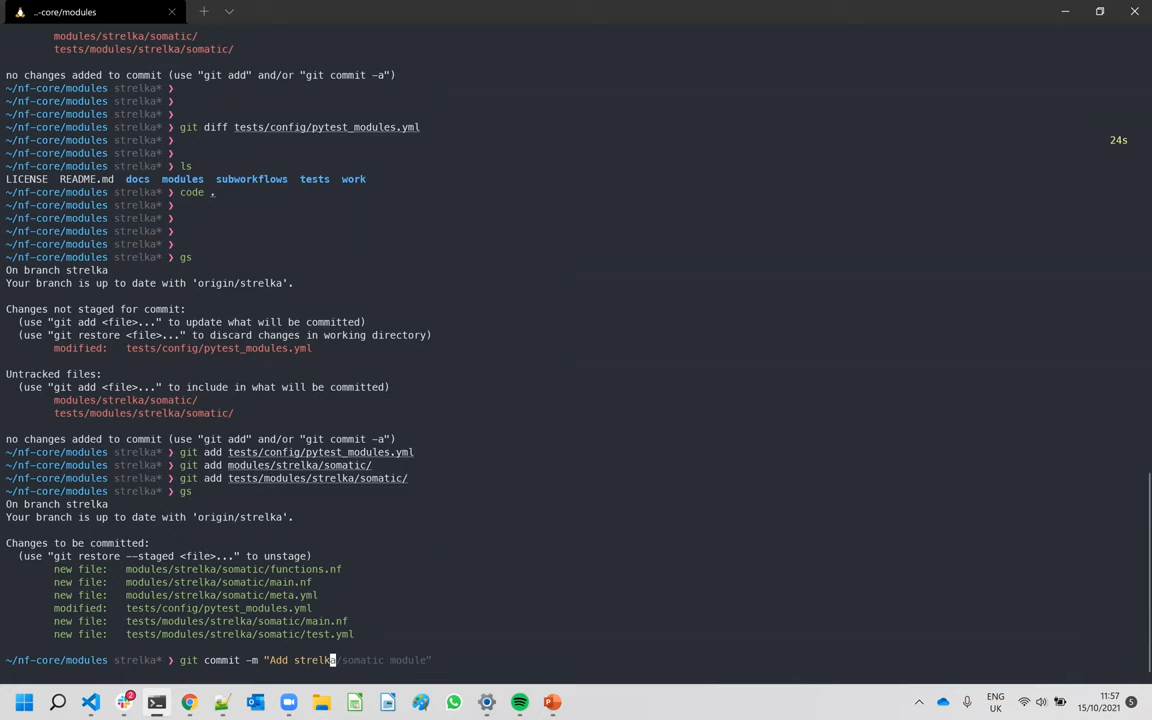 ..-core/modules
modules/strelka/somatic/
tests/modules/strelka/somatic/
no changes added to commit (use "git add" and/or "git commit -a")
~/nf-core/modules strelka* ❯
~/nf-core/modules strelka* ❯
~/nf-core/modules strelka* ❯
~/nf-core/modules strelka* ❯ git diff tests/config/pytest_modules.yml
~/nf-core/modules strelka* ❯ 24s
~/nf-core/modules strelka* ❯
~/nf-core/modules strelka* ❯ ls
LICENSE README.md docs modules subworkflows tests work
~/nf-core/modules strelka* ❯ code .
~/nf-core/modules strelka* ❯
~/nf-core/modules strelka* ❯
~/nf-core/modules strelka* ❯
~/nf-core/modules strelka* ❯
~/nf-core/modules strelka* ❯ gs
On branch strelka
Your branch is up to date with 'origin/strelka'.
Changes not staged for commit:
(use "git add <file>..." to update what will be committed)
(use "git restore <file>..." to discard changes in working directory)
modified: tests/config/pytest_modules.yml
Untracked files:
(use "git add <file>..." to include in what will be committed)
modules/strelka/somatic/
tests/modules/strelka/somatic/
no changes added to commit (use "git add" and/or "git commit -a")
~/nf-core/modules strelka* ❯ git add tests/config/pytest_modules.yml
~/nf-core/modules strelka* ❯ git add modules/strelka/somatic/
~/nf-core/modules strelka* ❯ git add tests/modules/strelka/somatic/
~/nf-core/modules strelka* ❯ gs
On branch strelka
Your branch is up to date with 'origin/strelka'.
Changes to be committed:
(use "git restore --staged <file>..." to unstage)
new file: modules/strelka/somatic/functions.nf
new file: modules/strelka/somatic/main.nf
new file: modules/strelka/somatic/meta.yml
modified: tests/config/pytest_modules.yml
new file: tests/modules/strelka/somatic/main.nf
new file: tests/modules/strelka/somatic/test.yml
~/nf-core/modules strelka* ❯ git commit -m "Add strelka/somatic module"
2
ENG
UK
11:57
15/10/2021
5